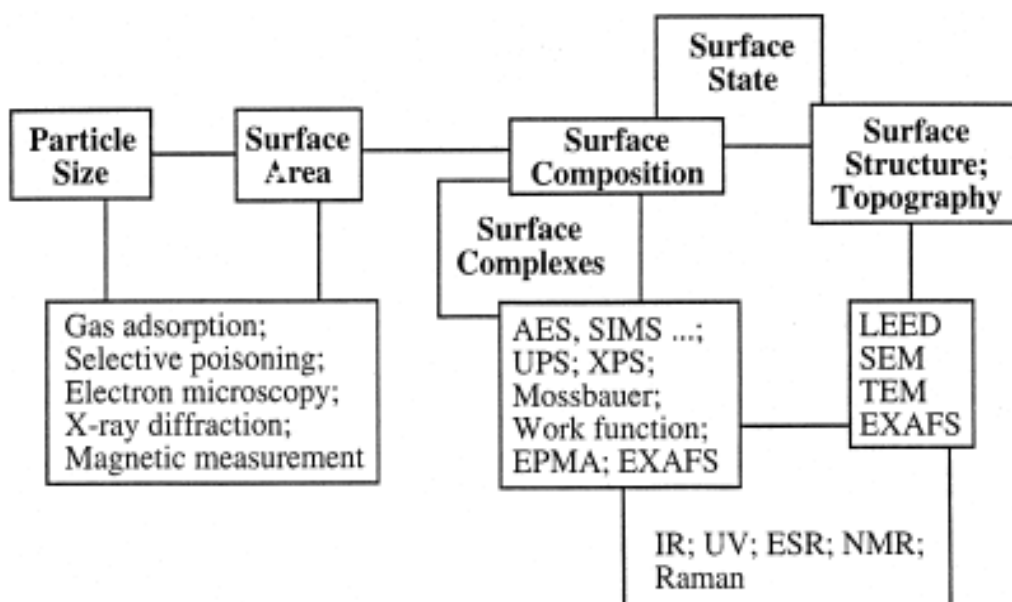 Surface
State
Particle
Size
Surface
Area
Surface
Composition
Surface
Structure;
Topography
Surface
Complexes
Gas adsorption;
Selective poisoning;
Electron microscopy;
X-ray diffraction;
Magnetic measurement
AES, SIMS ...;
UPS; XPS;
Mossbauer;
Work function;
EPMA; EXAFS
LEED
SEM
TEM
EXAFS
IR; UV; ESR; NMR;
Raman